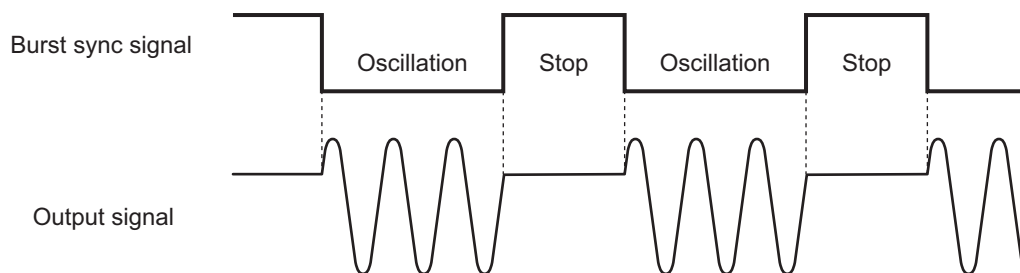 Burst sync signal
Oscillation Stop Oscillation Stop
Output signal